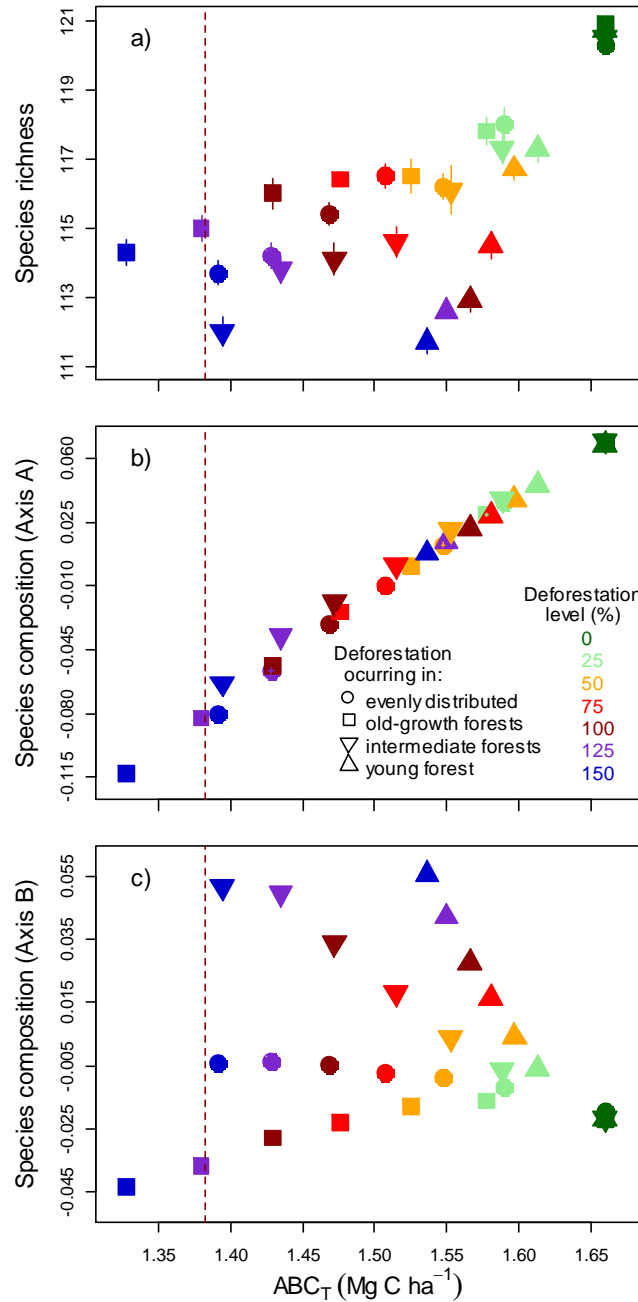 a)
Species richness
121
119
117
115
113
111
b)
Species composition (Axis A)
0.060
0.025
-0.010
-0.045
-0.080
-0.115
Deforestation
level (%)
0
25
50
75
100
125
150
Deforestation
ocurring in:
evenly distributed
old-growth forests
intermediate forests
young forest
c)
Species composition (Axis B)
0.055
0.035
0.015
-0.005
-0.025
-0.045
1.35 1.40 1.45 1.50 1.55 1.60 1.65
ABC_T (Mg C ha⁻¹)